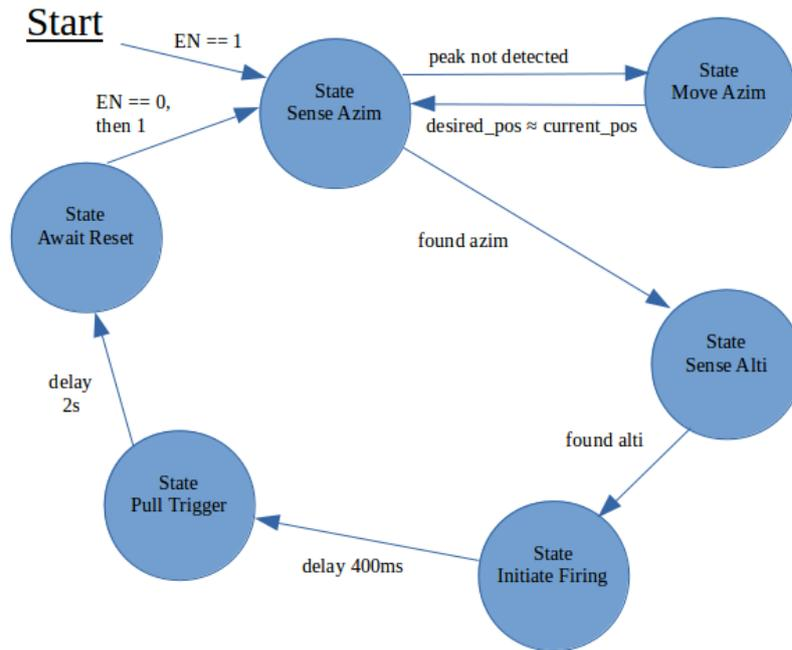 Start
EN == 1
State
Sense Azim
peak not detected
State
Move Azim
desired_pos ≈ current_pos
EN == 0,
then 1
State
Await Reset
found azim
State
Sense Alti
delay
2s
found alti
State
Pull Trigger
delay 400ms
State
Initiate Firing